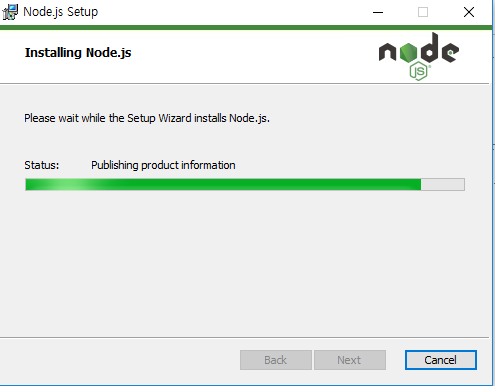 Node.js Setup
Installing Node.js
node
JS
Please wait while the Setup Wizard installs Node.js.
Status: Publishing product information
Back Next Cancel